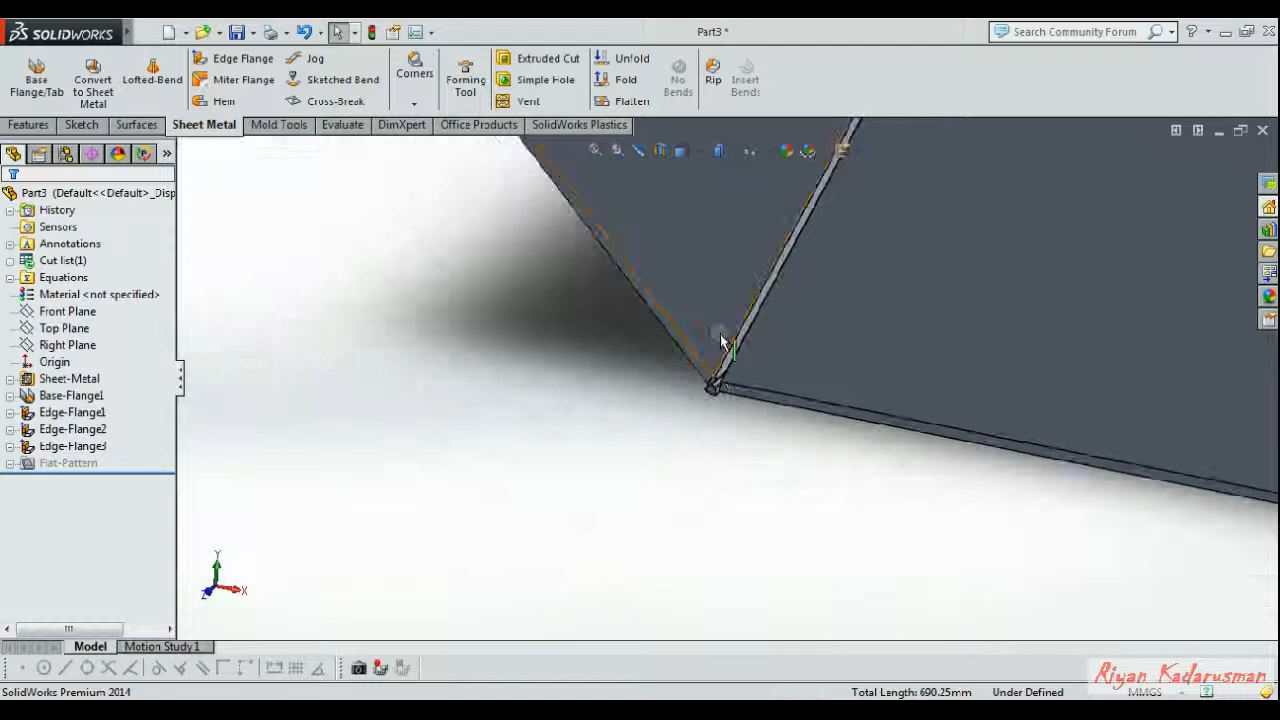 SOLIDWORKS
Part3 *
Search Community Forum
Base Flange/Tab
Convert to Sheet Metal
Lofted-Bend
Edge Flange
Miter Flange
Hem
Jog
Sketched Bend
Cross-Break
Corners
Forming Tool
Extruded Cut
Simple Hole
Vent
Unfold
Fold
Flatten
No Bends
Rip
Insert Bends
Features
Sketch
Surfaces
Sheet Metal
Mold Tools
Evaluate
DimXpert
Office Products
SolidWorks Plastics
Part3 (Default<<Default>_Disp
History
Sensors
Annotations
Cut list(1)
Equations
Material <not specified>
Front Plane
Top Plane
Right Plane
Origin
Sheet-Metal
Base-Flange1
Edge-Flange1
Edge-Flange2
Edge-Flange3
Flat-Pattern
Y
X
Z
Model
Motion Study 1
Riyan Kadarusman
SolidWorks Premium 2014
Total Length: 690.25mm
Under Defined
MMGS